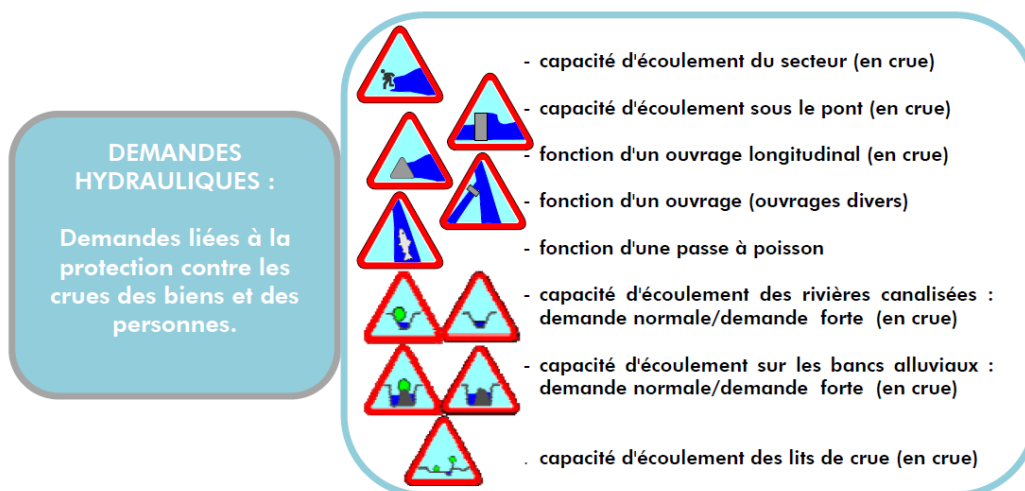 DEMANDES
HYDRAULIQUES :
Demandes liées à la
protection contre les
crues des biens et des
personnes.
- capacité d'écoulement du secteur (en crue)
- capacité d'écoulement sous le pont (en crue)
- fonction d'un ouvrage longitudinal (en crue)
- fonction d'un ouvrage (ouvrages divers)
- fonction d'une passe à poisson
- capacité d'écoulement des rivières canalisées :
demande normale/demande forte (en crue)
- capacité d'écoulement sur les bancs alluviaux :
demande normale/demande forte (en crue)
. capacité d'écoulement des lits de crue (en crue)